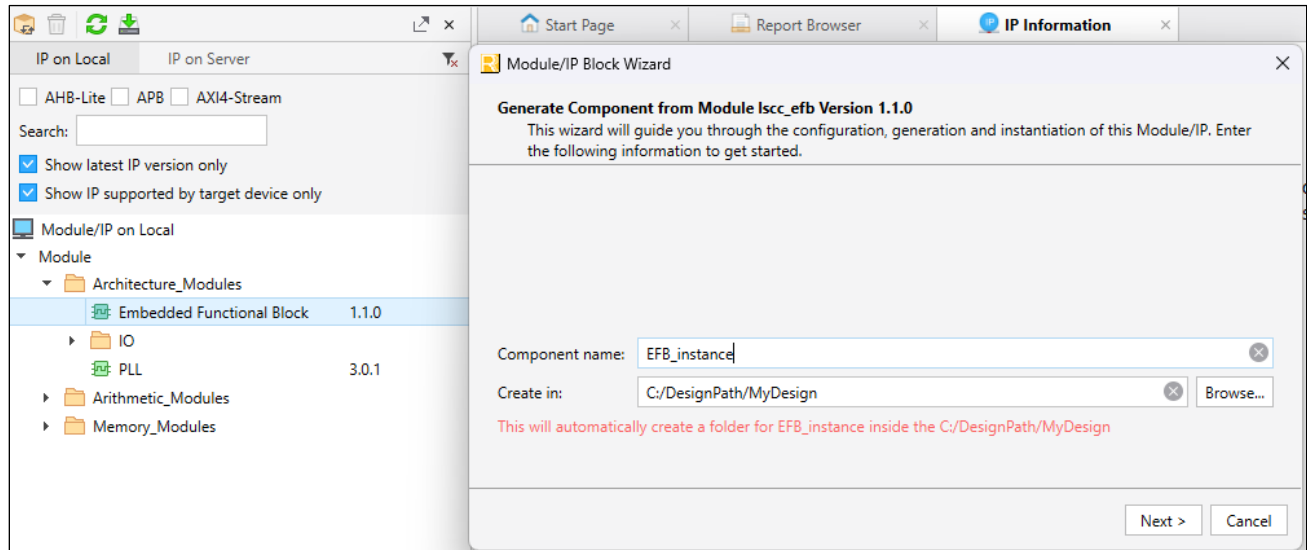 Start Page
Report Browser
IP Information
IP on Local
IP on Server
AHB-Lite
APB
AXI4-Stream
Search:
Show latest IP version only
Show IP supported by target device only
Module/IP on Local
Module
Architecture_Modules
Embedded Functional Block 1.1.0
IO
PLL 3.0.1
Arithmetic_Modules
Memory_Modules
Module/IP Block Wizard
Generate Component from Module lscc_efb Version 1.1.0
This wizard will guide you through the configuration, generation and instantiation of this Module/IP. Enter
the following information to get started.
Component name: EFB_instance
Create in: C:/DesignPath/MyDesign Browse...
This will automatically create a folder for EFB_instance inside the C:/DesignPath/MyDesign
Next > Cancel